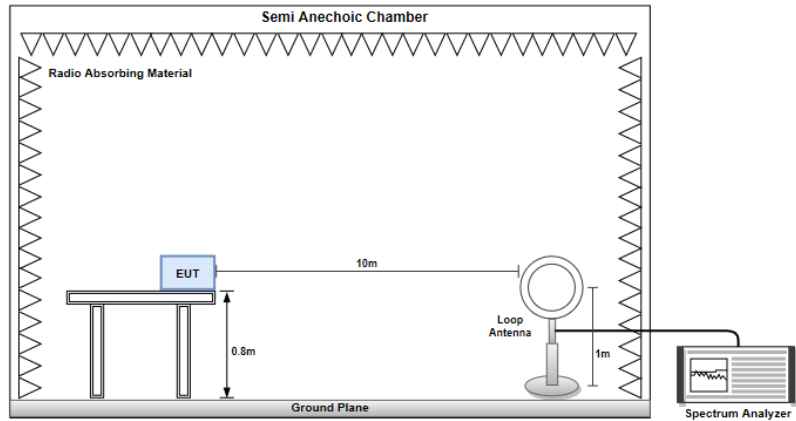 Semi Anechoic Chamber
Radio Absorbing Material
EUT
10m
Loop
Antenna
0.8m
1m
Ground Plane
Spectrum Analyzer